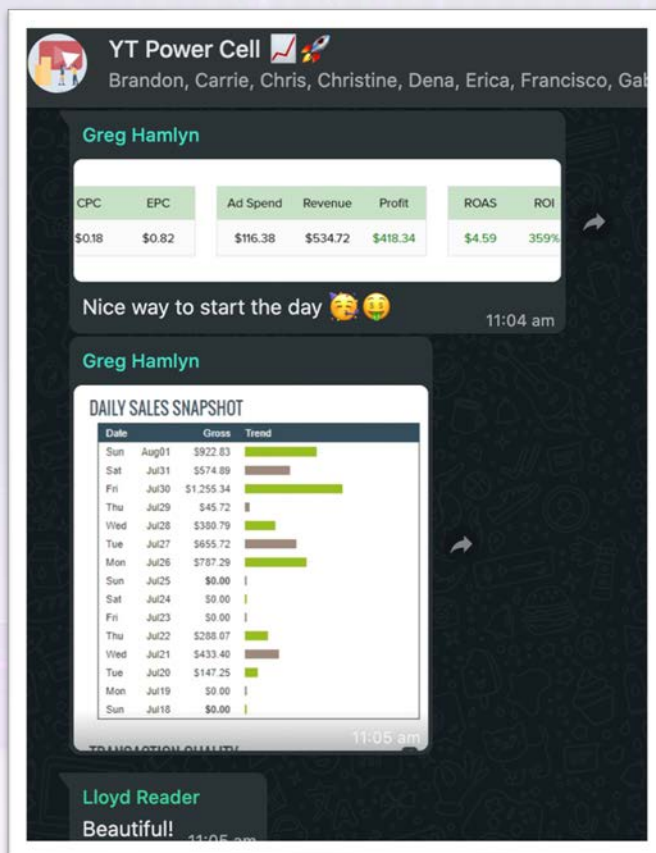 YT Power Cell 📈🚀
Brandon, Carrie, Chris, Christine, Dena, Erica, Francisco, Gab
Greg Hamlyn
CPC EPC Ad Spend Revenue Profit ROAS ROI
$0.18 $0.82 $116.38 $534.72 $418.34 $4.59 359%
Nice way to start the day 🥳🤑
11:04 am
Greg Hamlyn
DAILY SALES SNAPSHOT
Date Gross Trend
Sun Aug01 $922.83
Sat Jul31 $574.89
Fri Jul30 $1,255.34
Thu Jul29 $45.72
Wed Jul28 $380.79
Tue Jul27 $655.72
Mon Jul26 $787.29
Sun Jul25 $0.00
Sat Jul24 $0.00
Fri Jul23 $0.00
Thu Jul22 $288.07
Wed Jul21 $433.40
Tue Jul20 $147.25
Mon Jul19 $0.00
Sun Jul18 $0.00
11:05 am
TRANSACTION QUALITY
Lloyd Reader
Beautiful! 11:05 am